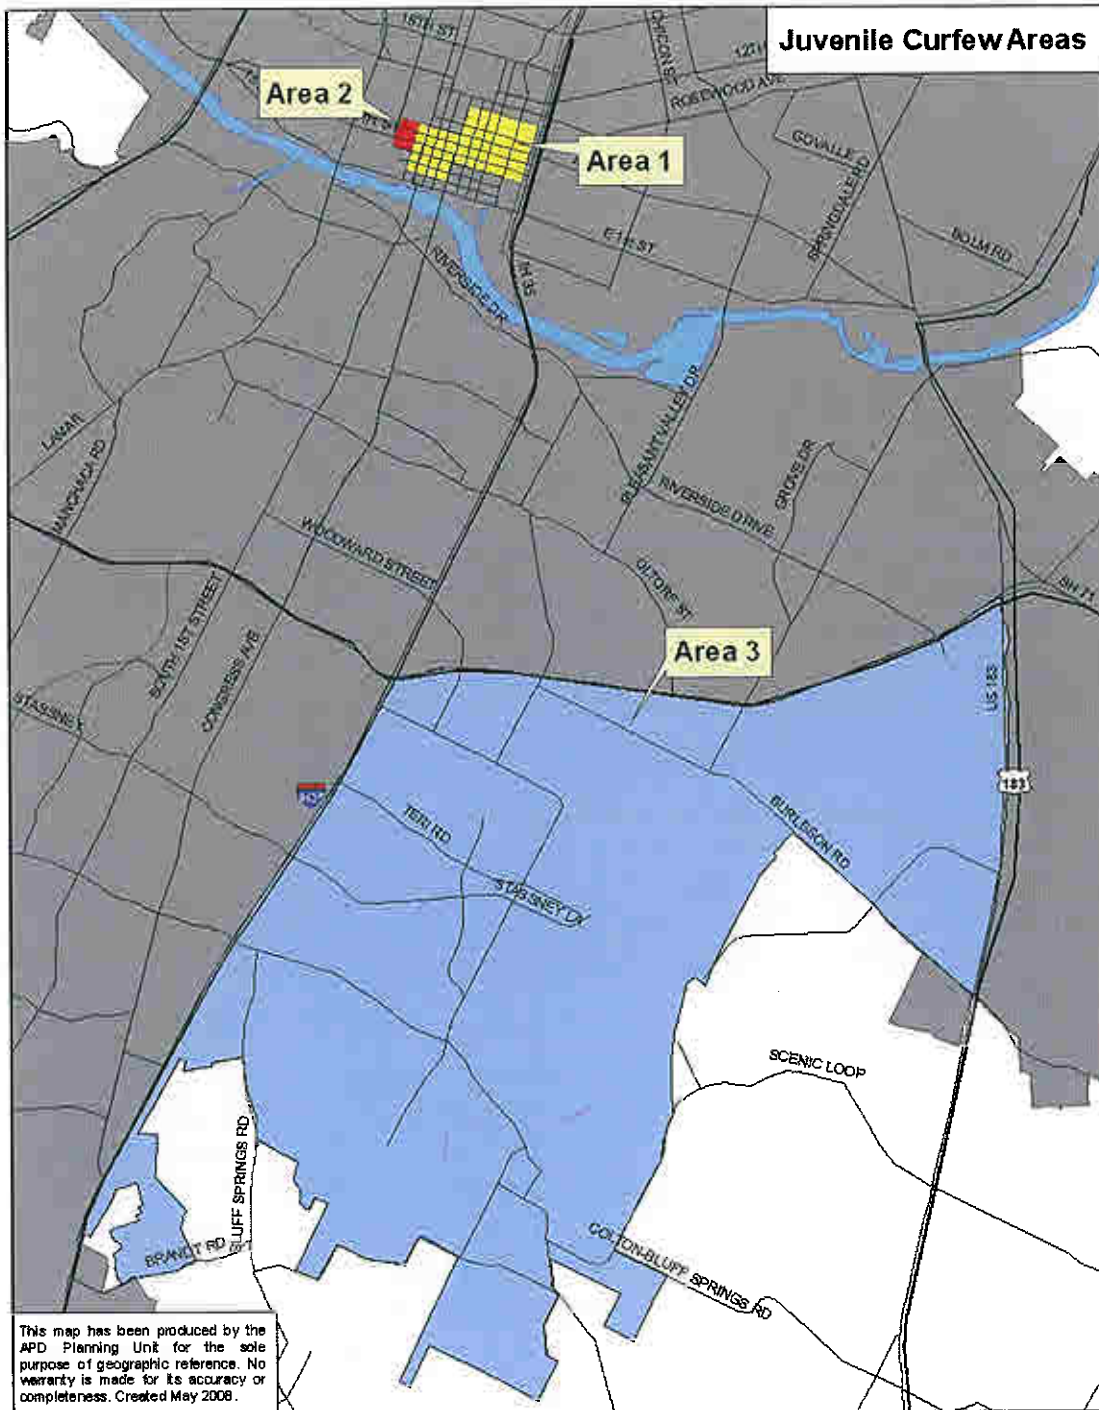 Juvenile Curfew Areas
15TH ST
CHICON ST
12TH
ROSEWOOD AVE
Area 2
Area 1
GOVALLE
SPRINGDALE RD
BOLM RD
E 1ST ST
RIVERSIDE DR
IH 35
LAMAR
MANCHACA RD
PLEASANT VALLEY DR
GROVE DR
RIVERSIDE DRIVE
WOODWARD STREET
OLTORF ST
SH 71
SOUTH 1ST STREET
CONGRESS AVE
Area 3
STASSNEY
US 183
183
TERI RD
BURLESON RD
STASSNEY LN
SCENIC LOOP
BLUFF SPRINGS RD
BRANDT RD
COLTON-BLUFF SPRINGS RD
This map has been produced by the
APD Planning Unit for the sole
purpose of geographic reference. No
warranty is made for its accuracy or
completeness. Created May 2008.